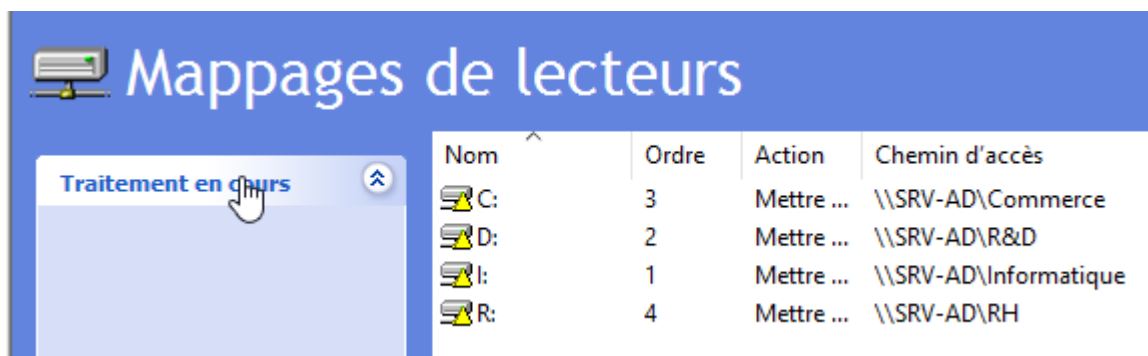 Mappages de lecteurs
Traitement en cours
Nom Ordre Action Chemin d'accès
C: 3 Mettre ... \\SRV-AD\Commerce
D: 2 Mettre ... \\SRV-AD\R&D
I: 1 Mettre ... \\SRV-AD\Informatique
R: 4 Mettre ... \\SRV-AD\RH